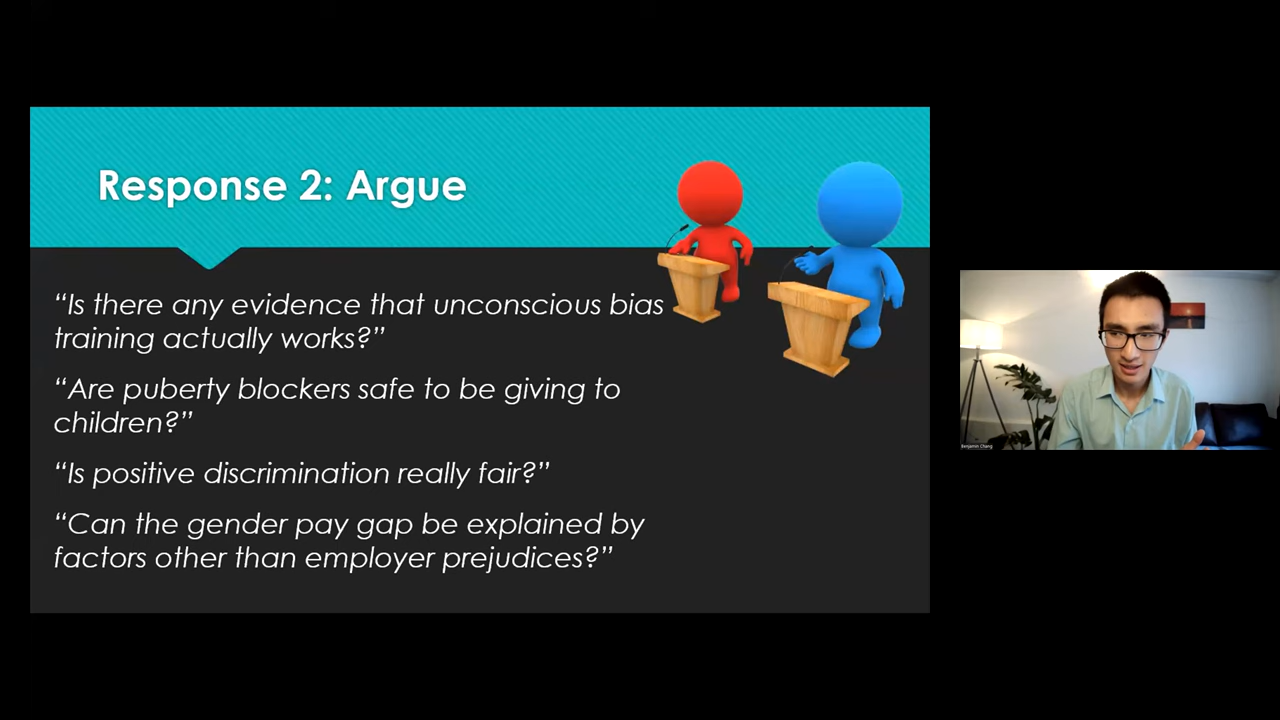 Response 2: Argue
“Is there any evidence that unconscious bias
training actually works?”
“Are puberty blockers safe to be giving to
children?”
“Is positive discrimination really fair?”
“Can the gender pay gap be explained by
factors other than employer prejudices?”
Benjamin Chang